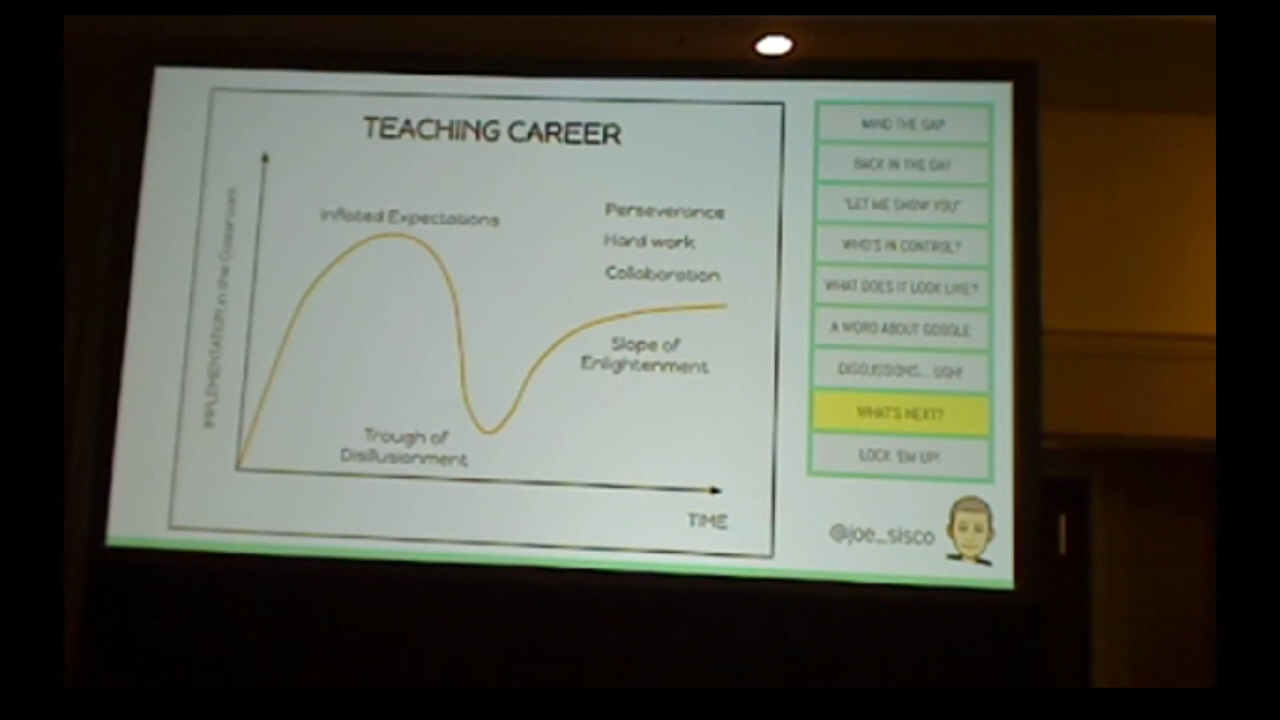 TEACHING CAREER
IMPLEMENTATION in the Classroom
Inflated Expectations
Perseverance
Hard work
Collaboration
Slope of
Enlightenment
Trough of
Disillusionment
TIME
MIND THE GAP
BACK IN THE DAY
"LET ME SHOW YOU"
WHO'S IN CONTROL?
WHAT DOES IT LOOK LIKE?
A WORD ABOUT GOOGLE
DISCUSSIONS... UGH!
WHAT'S NEXT?
LOCK 'EM UP!
@joe_sisco